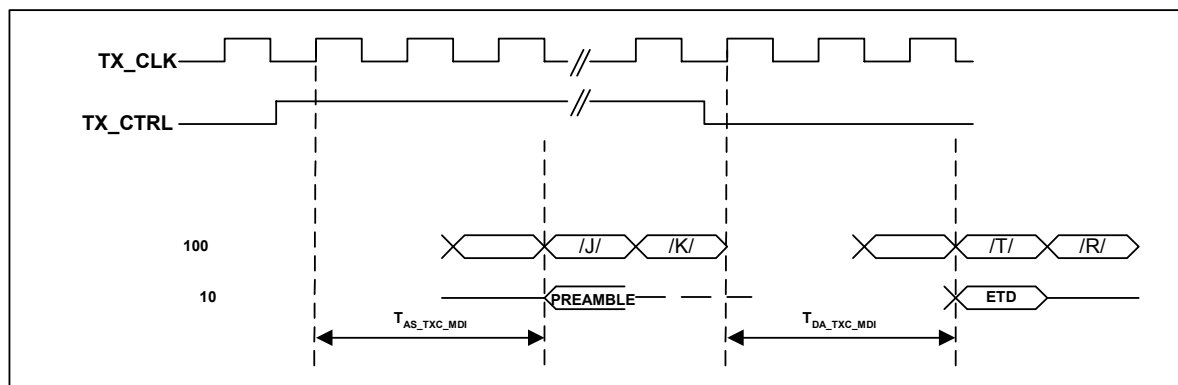 TX_CLK
TX_CTRL
100 /J/ /K/ /T/ /R/
10 PREAMBLE ETD
TAS_TXC_MDI TDA_TXC_MDI